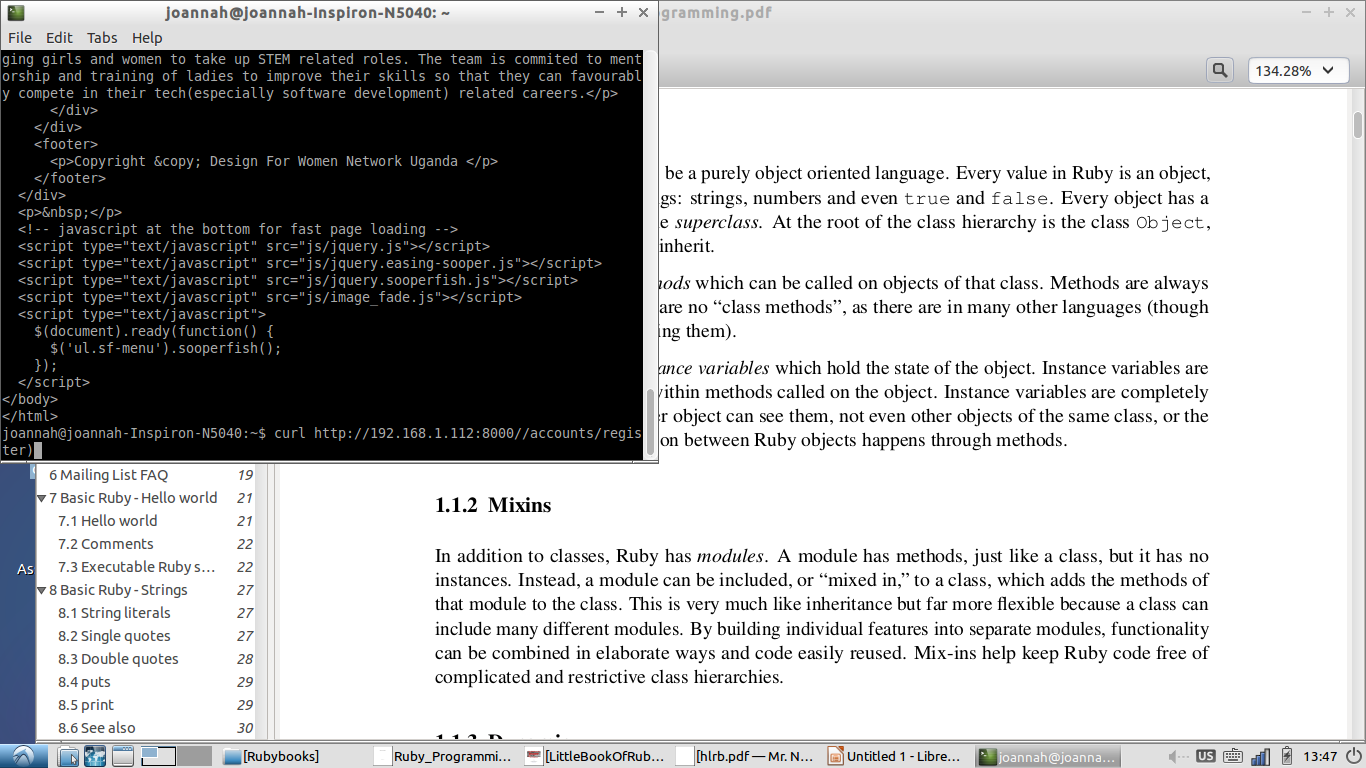 joannah@joannah-Inspiron-N5040: ~
File Edit Tabs Help
ging girls and women to take up STEM related roles. The team is commited to ment
orship and training of ladies to improve their skills so that they can favourabl
y compete in their tech(especially software development) related careers.</p>
      </div>
    </div>
    <footer>
      <p>Copyright &copy; Design For Women Network Uganda </p>
    </footer>
  </div>
  <p>&nbsp;</p>
  <!-- javascript at the bottom for fast page loading -->
  <script type="text/javascript" src="js/jquery.js"></script>
  <script type="text/javascript" src="js/jquery.easing-sooper.js"></script>
  <script type="text/javascript" src="js/jquery.sooperfish.js"></script>
  <script type="text/javascript" src="js/image_fade.js"></script>
  <script type="text/javascript">
    $(document).ready(function() {
      $('ul.sf-menu').sooperfish();
    });
  </script>
</body>
</html>
joannah@joannah-Inspiron-N5040:~$ curl http://192.168.1.112:8000//accounts/regis
ter)
ogramming.pdf
134.28%
be a purely object oriented language. Every value in Ruby is an object,
gs: strings, numbers and even true and false. Every object has a
e superclass. At the root of the class hierarchy is the class Object,
inherit.
hods which can be called on objects of that class. Methods are always
are no “class methods”, as there are in many other languages (though
ing them).
ance variables which hold the state of the object. Instance variables are
within methods called on the object. Instance variables are completely
er object can see them, not even other objects of the same class, or the
on between Ruby objects happens through methods.
1.1.2 Mixins
In addition to classes, Ruby has modules. A module has methods, just like a class, but it has no
instances. Instead, a module can be included, or “mixed in,” to a class, which adds the methods of
that module to the class. This is very much like inheritance but far more flexible because a class can
include many different modules. By building individual features into separate modules, functionality
can be combined in elaborate ways and code easily reused. Mix-ins help keep Ruby code free of
complicated and restrictive class hierarchies.
As
6 Mailing List FAQ 19
7 Basic Ruby - Hello world 21
7.1 Hello world 21
7.2 Comments 22
7.3 Executable Ruby s... 22
8 Basic Ruby - Strings 27
8.1 String literals 27
8.2 Single quotes 27
8.3 Double quotes 28
8.4 puts 29
8.5 print 29
8.6 See also 30
[Rubybooks]
Ruby_Programmi...
[LittleBookOfRub...
[hlrb.pdf — Mr. N...
Untitled 1 - Libre...
joannah@joanna...
US
13:47